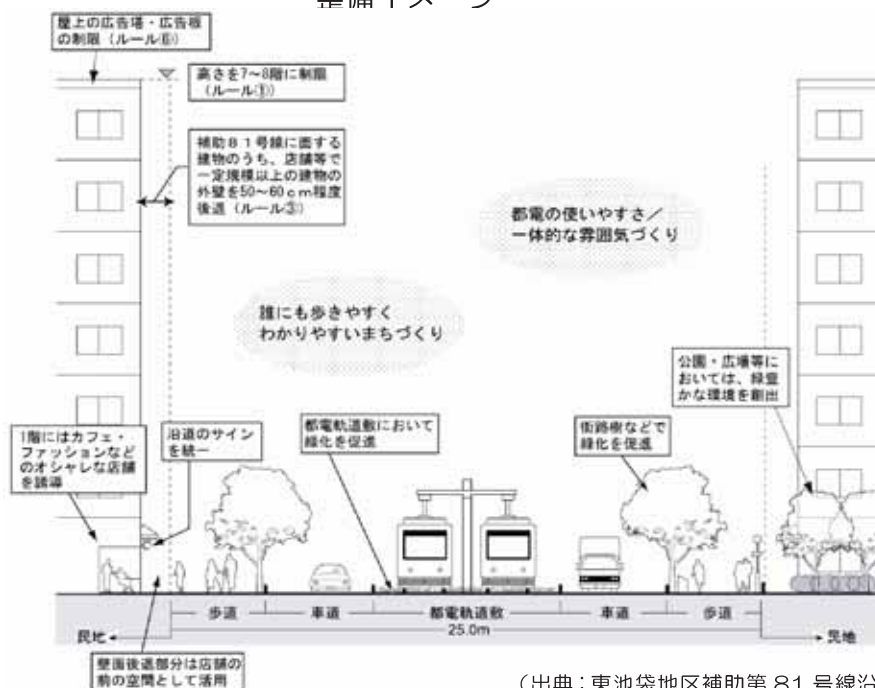 整備イメージ
屋上の広告塔・広告板
の制限（ルール⑥）
高さを7～8階に制限
（ルール①）
補助81号線に面する
建物のうち、店舗等で
一定規模以上の建物の
外壁を50～60cm程度
後退（ルール③）
都電の使いやすさ／
一体的な雰囲気づくり
誰にも歩きやすく
わかりやすいまちづくり
公園・広場等に
おいては、緑豊
かな環境を創出
1階にはカフェ・
ファッションなど
のオシャレな店舗
を誘導
沿道のサイン
を統一
都電軌道敷において
緑化を促進
街路樹などで
緑化を促進
歩道
車道
都電軌道敷
車道
歩道
民地
25.0m
民地
壁面後退部分は店舗の
前の空間として活用
（出典：東池袋地区補助第81号線沿